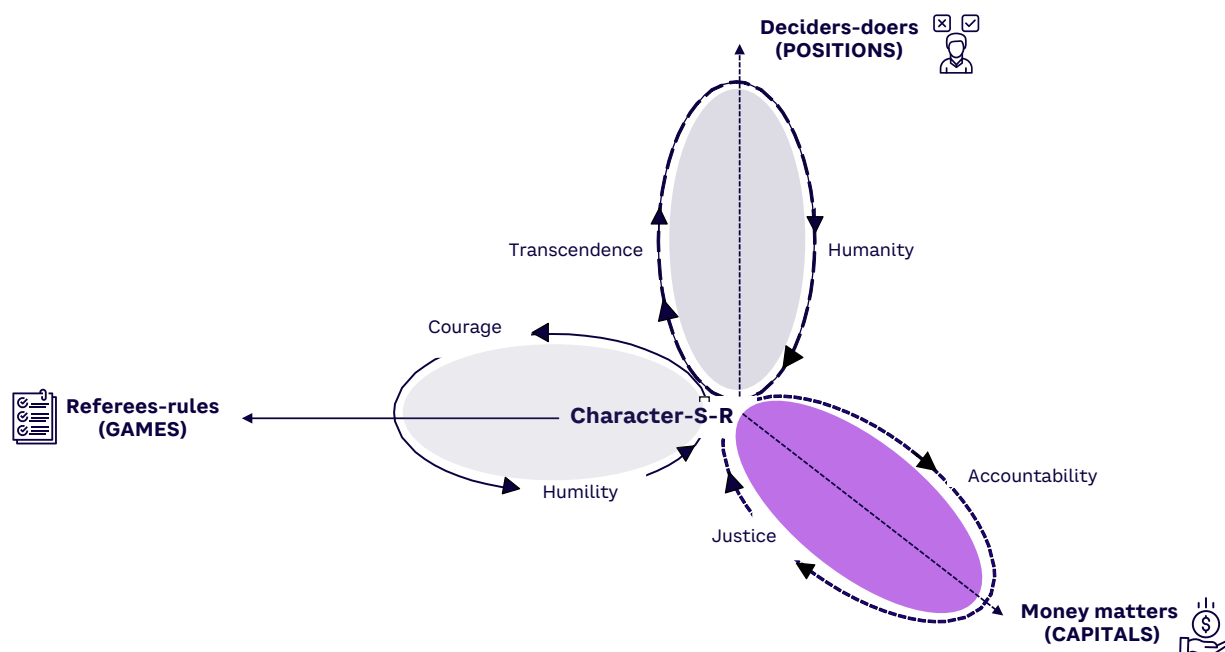 Deciders-doers
(POSITIONS)
Transcendence
Humanity
Courage
Referees-rules
(GAMES)
Character-S-R
Accountability
Humility
Justice
Money matters
(CAPITALS)
$